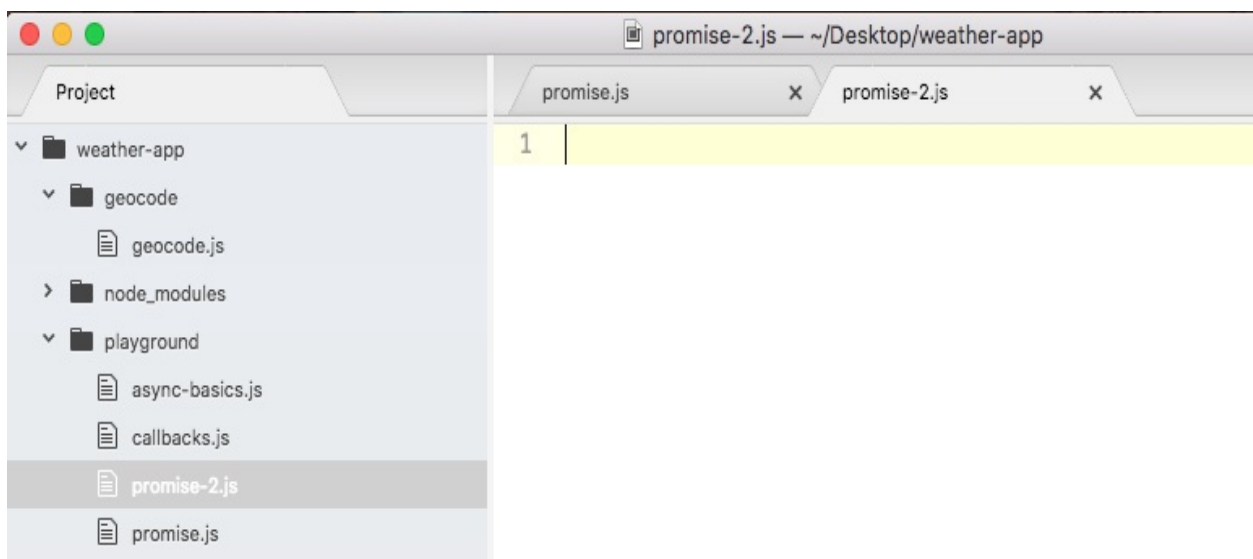 promise-2.js — ~/Desktop/weather-app
Project
promise.js x promise-2.js x
weather-app
geocode
geocode.js
node_modules
playground
async-basics.js
callbacks.js
promise-2.js
promise.js
1